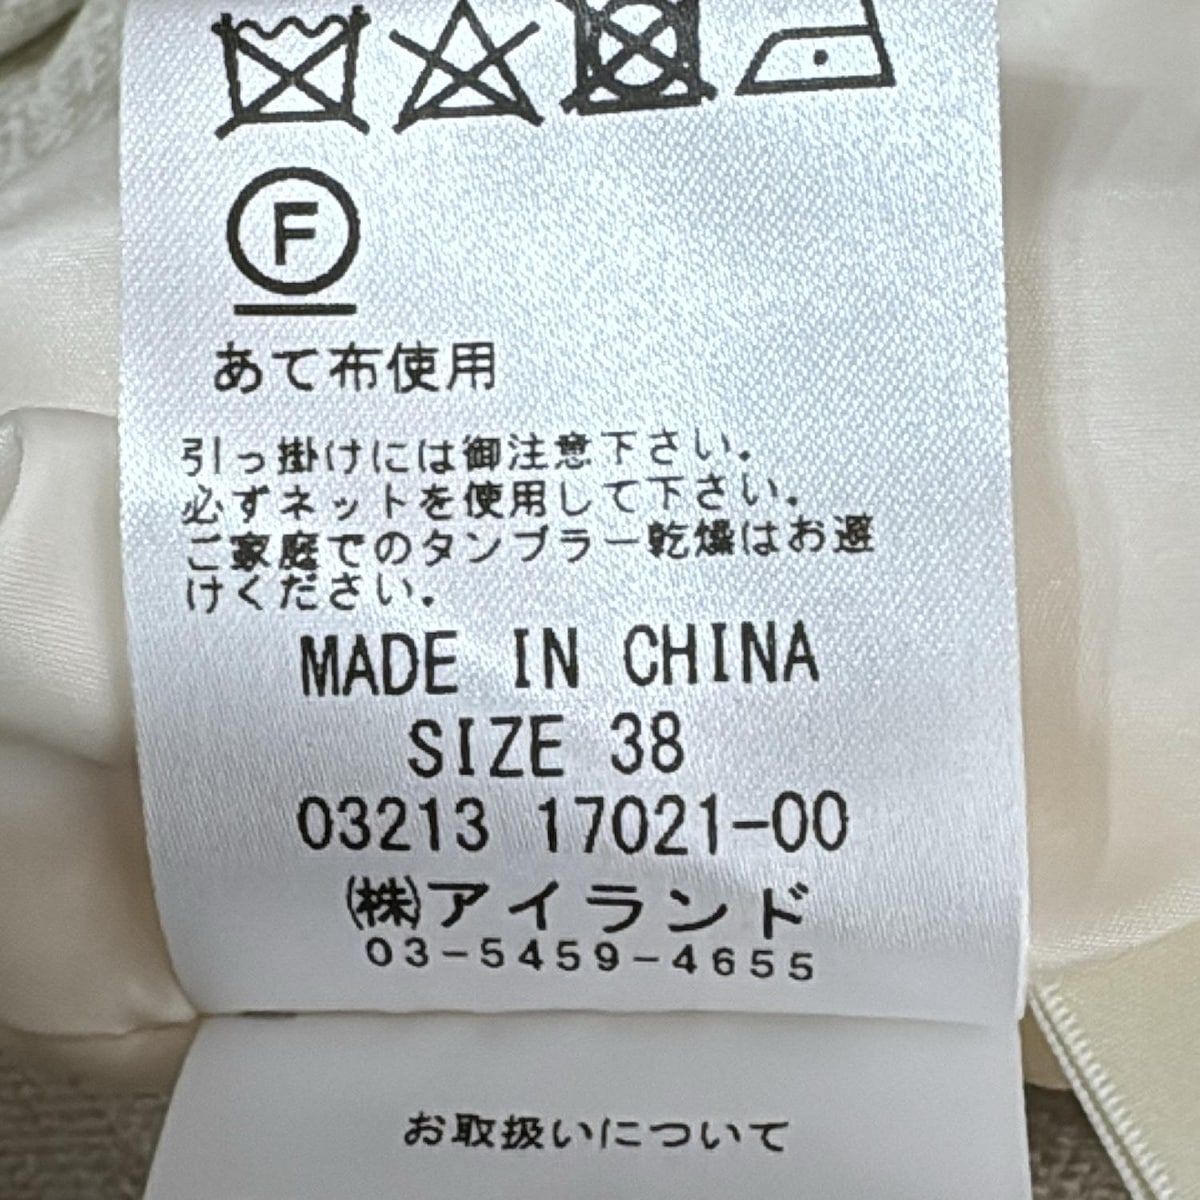 F
あて布使用
引っ掛けには御注意下さい.
必ずネットを使用して下さい.
ご家庭でのタンブラー乾燥はお避
けください.
MADE IN CHINA
SIZE 38
03213 17021-00
㈱アイランド
03-5459-4655
お取扱いについて